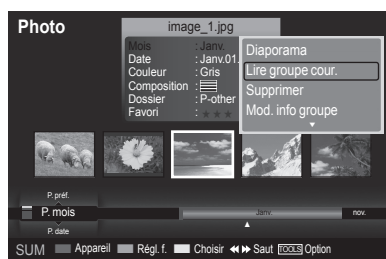 Photo
image_1.jpg
Mois : Janv.
Date : Janv.01.
Couleur : Gris
Composition :
Dossier : P-other
Favori : ★★★
Diaporama
Lire groupe cour.
Supprimer
Mod. info groupe
P. préf.
P. mois
Janv.
nov.
P. date
SUM Appareil Régl. f. Choisir Saut TOOLS Option